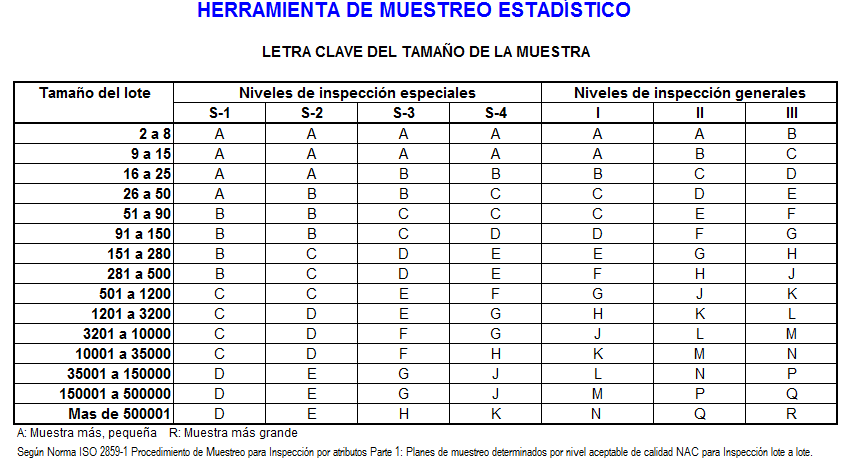 HERRAMIENTA DE MUESTREO ESTADÍSTICO
LETRA CLAVE DEL TAMAÑO DE LA MUESTRA
Tamaño del lote Niveles de inspección especiales Niveles de inspección generales
S-1 S-2 S-3 S-4 I II III
2 a 8 A A A A A A B
9 a 15 A A A A A B C
16 a 25 A A B B B C D
26 a 50 A B B C C D E
51 a 90 B B C C C E F
91 a 150 B B C D D F G
151 a 280 B C D E E G H
281 a 500 B C D E F H J
501 a 1200 C C E F G J K
1201 a 3200 C D E G H K L
3201 a 10000 C D F G J L M
10001 a 35000 C D F H K M N
35001 a 150000 D E G J L N P
150001 a 500000 D E G J M P Q
Mas de 500001 D E H K N Q R
A: Muestra más, pequeña R: Muestra más grande
Según Norma ISO 2859-1 Procedimiento de Muestreo para Inspección por atributos Parte 1: Planes de muestreo determinados por nivel aceptable de calidad NAC para Inspección lote a lote.